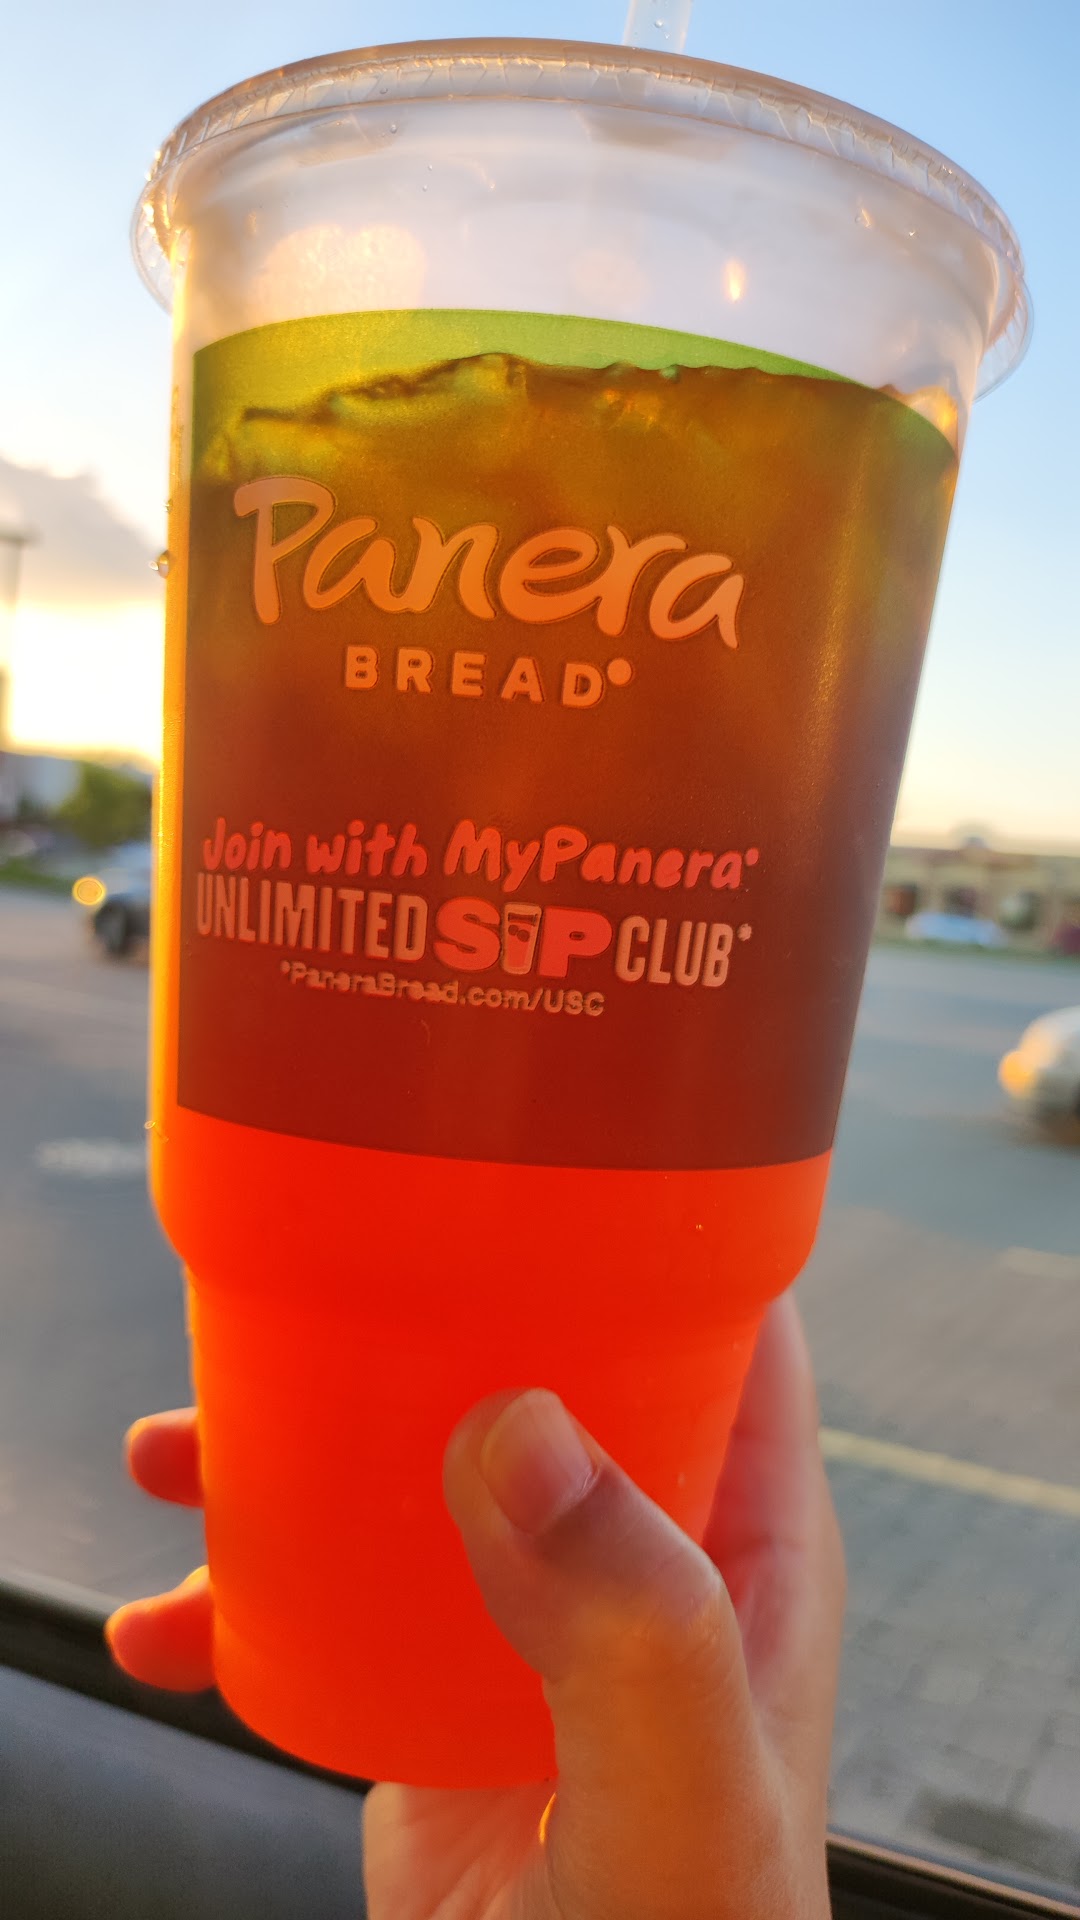 Panera
BREAD®
Join with MyPanera®
UNLIMITED SIP CLUB*
*PaneraBread.com/USC